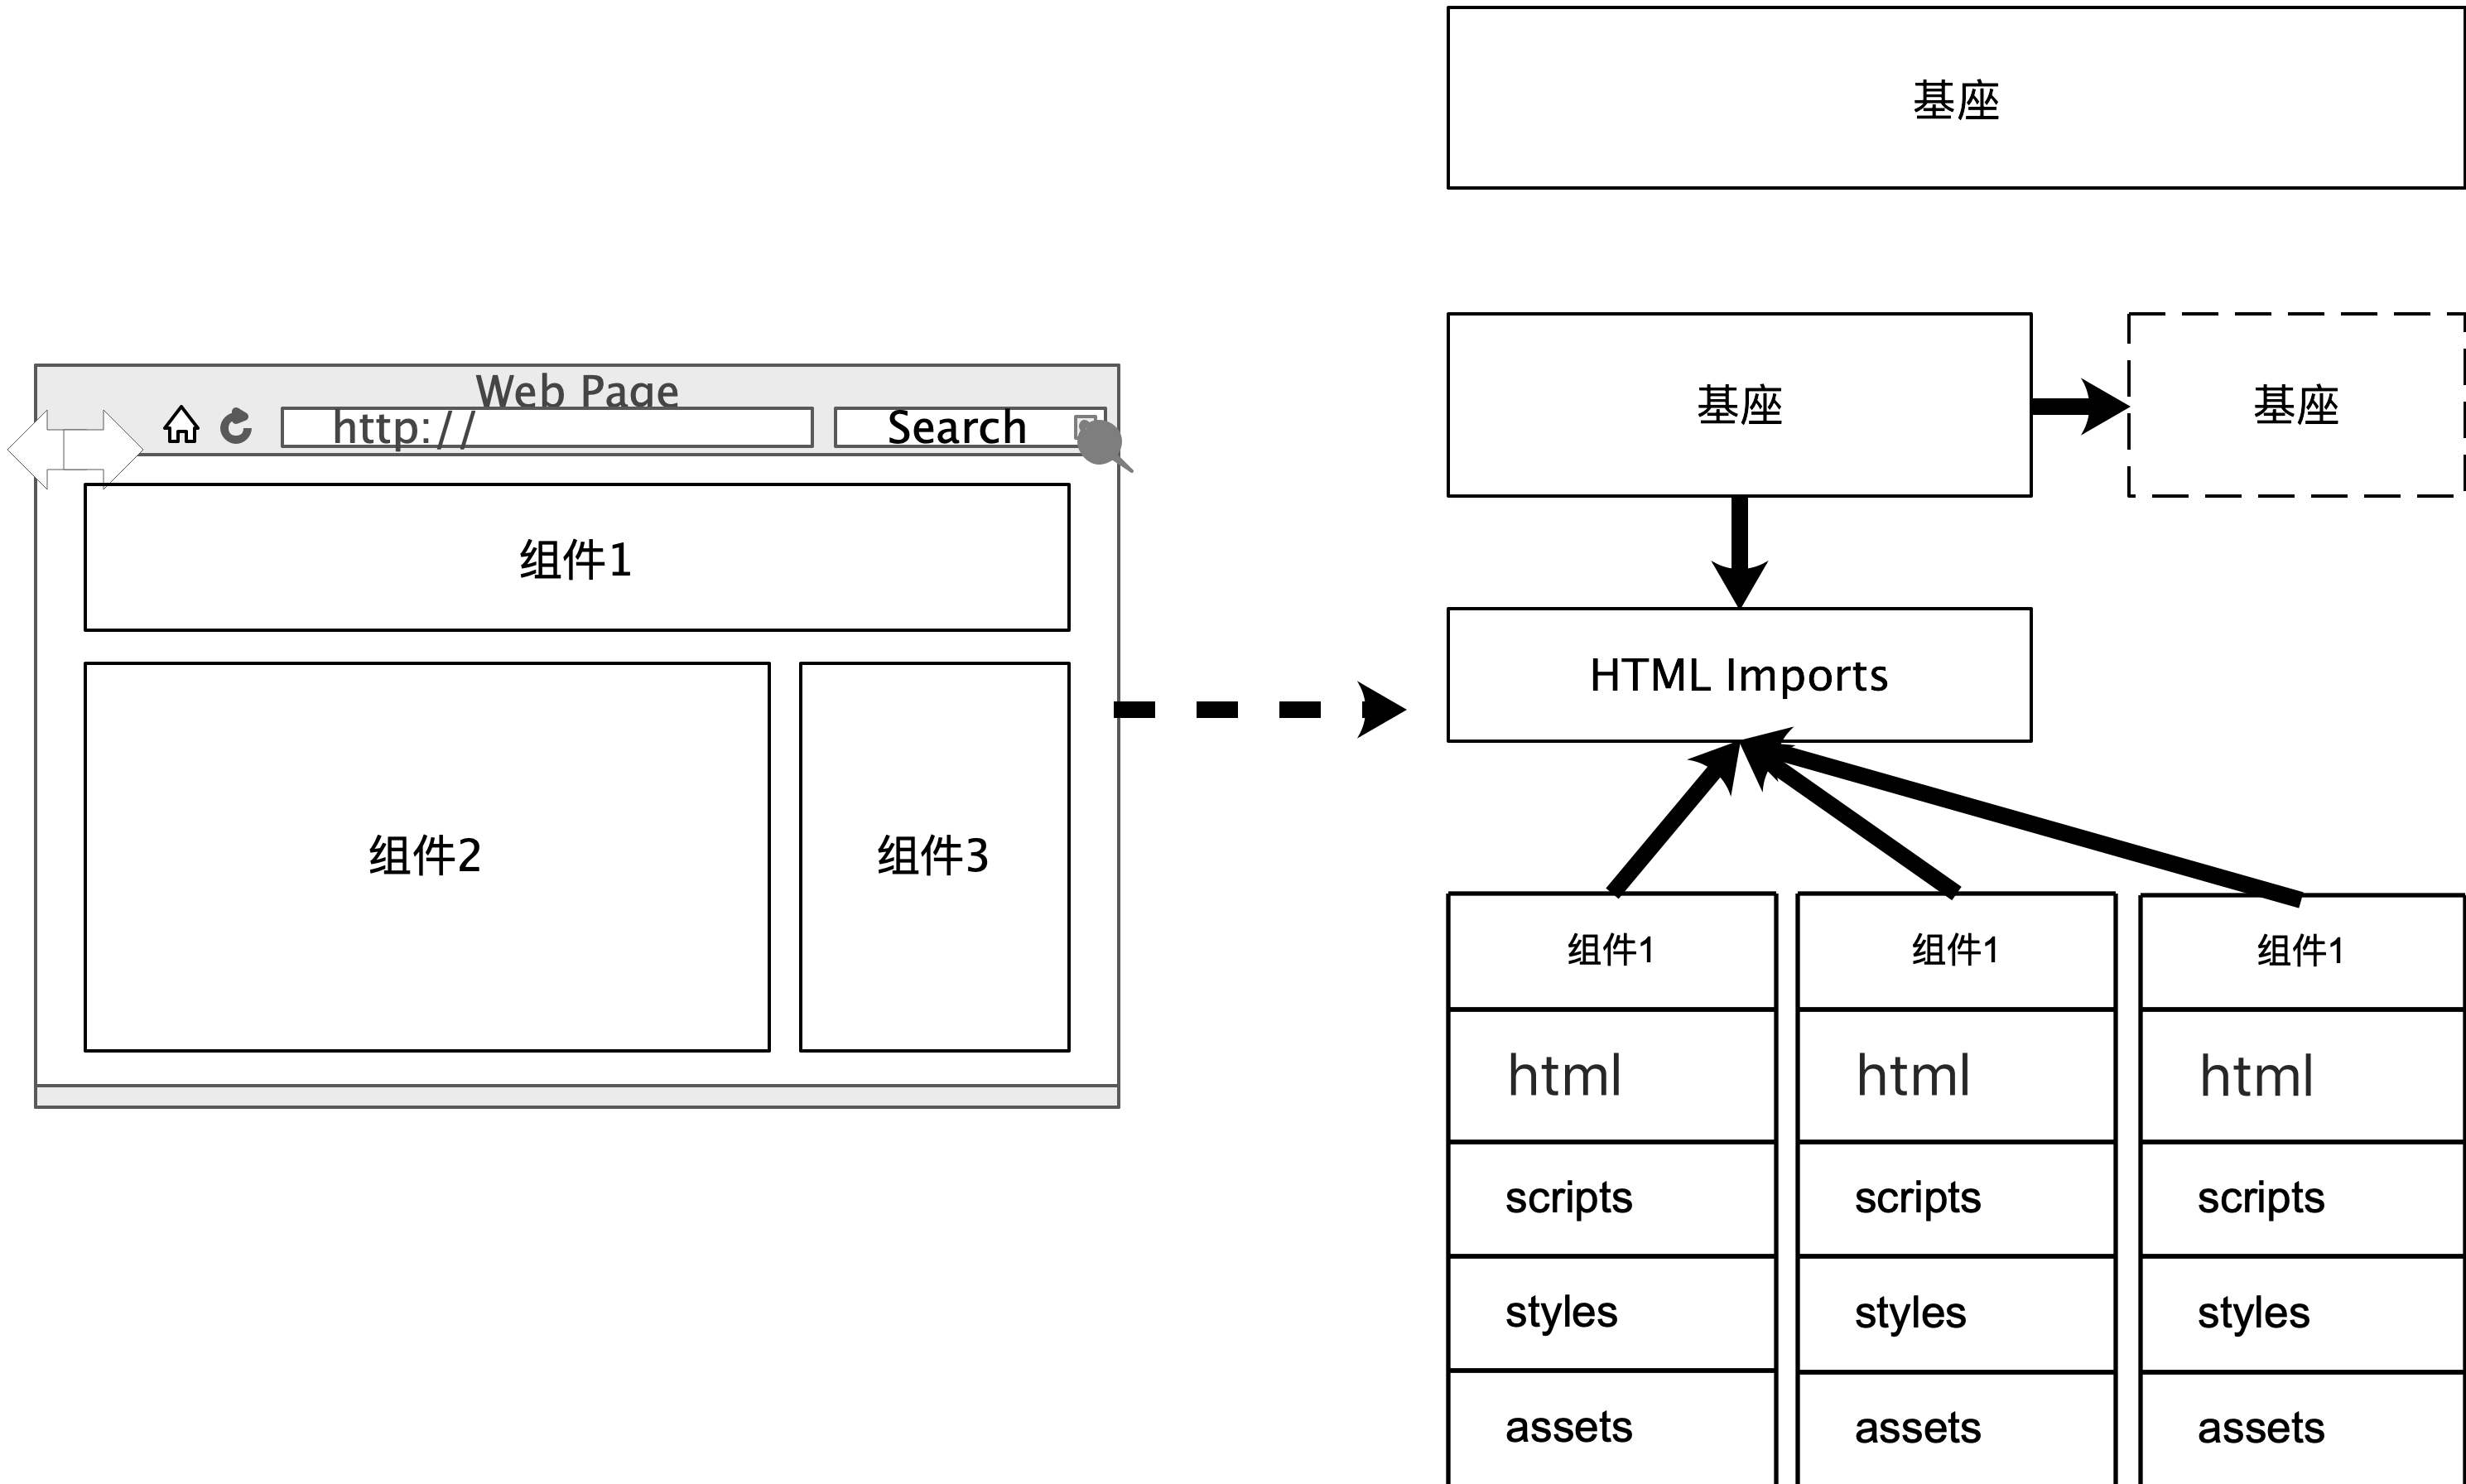 基座
基座
基座
Web Page
http://
Search
组件1
组件2
组件3
HTML Imports
组件1
html
scripts
styles
assets
组件1
html
scripts
styles
assets
组件1
html
scripts
styles
assets